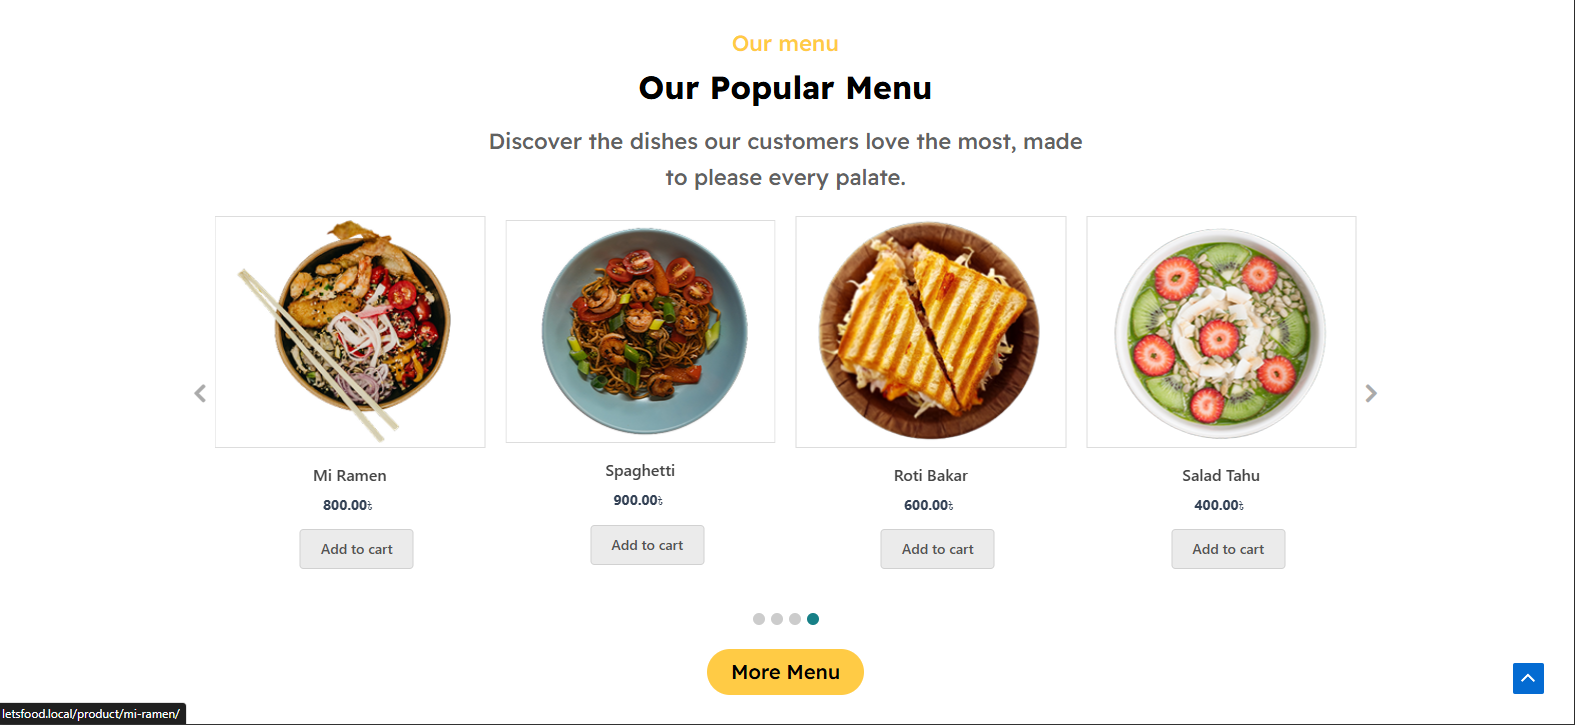 Our menu
Our Popular Menu
Discover the dishes our customers love the most, made
to please every palate.
Mi Ramen
Spaghetti
Roti Bakar
Salad Tahu
800.00৳
900.00৳
600.00৳
400.00৳
Add to cart
Add to cart
Add to cart
Add to cart
More Menu
letsfood.local/product/mi-ramen/